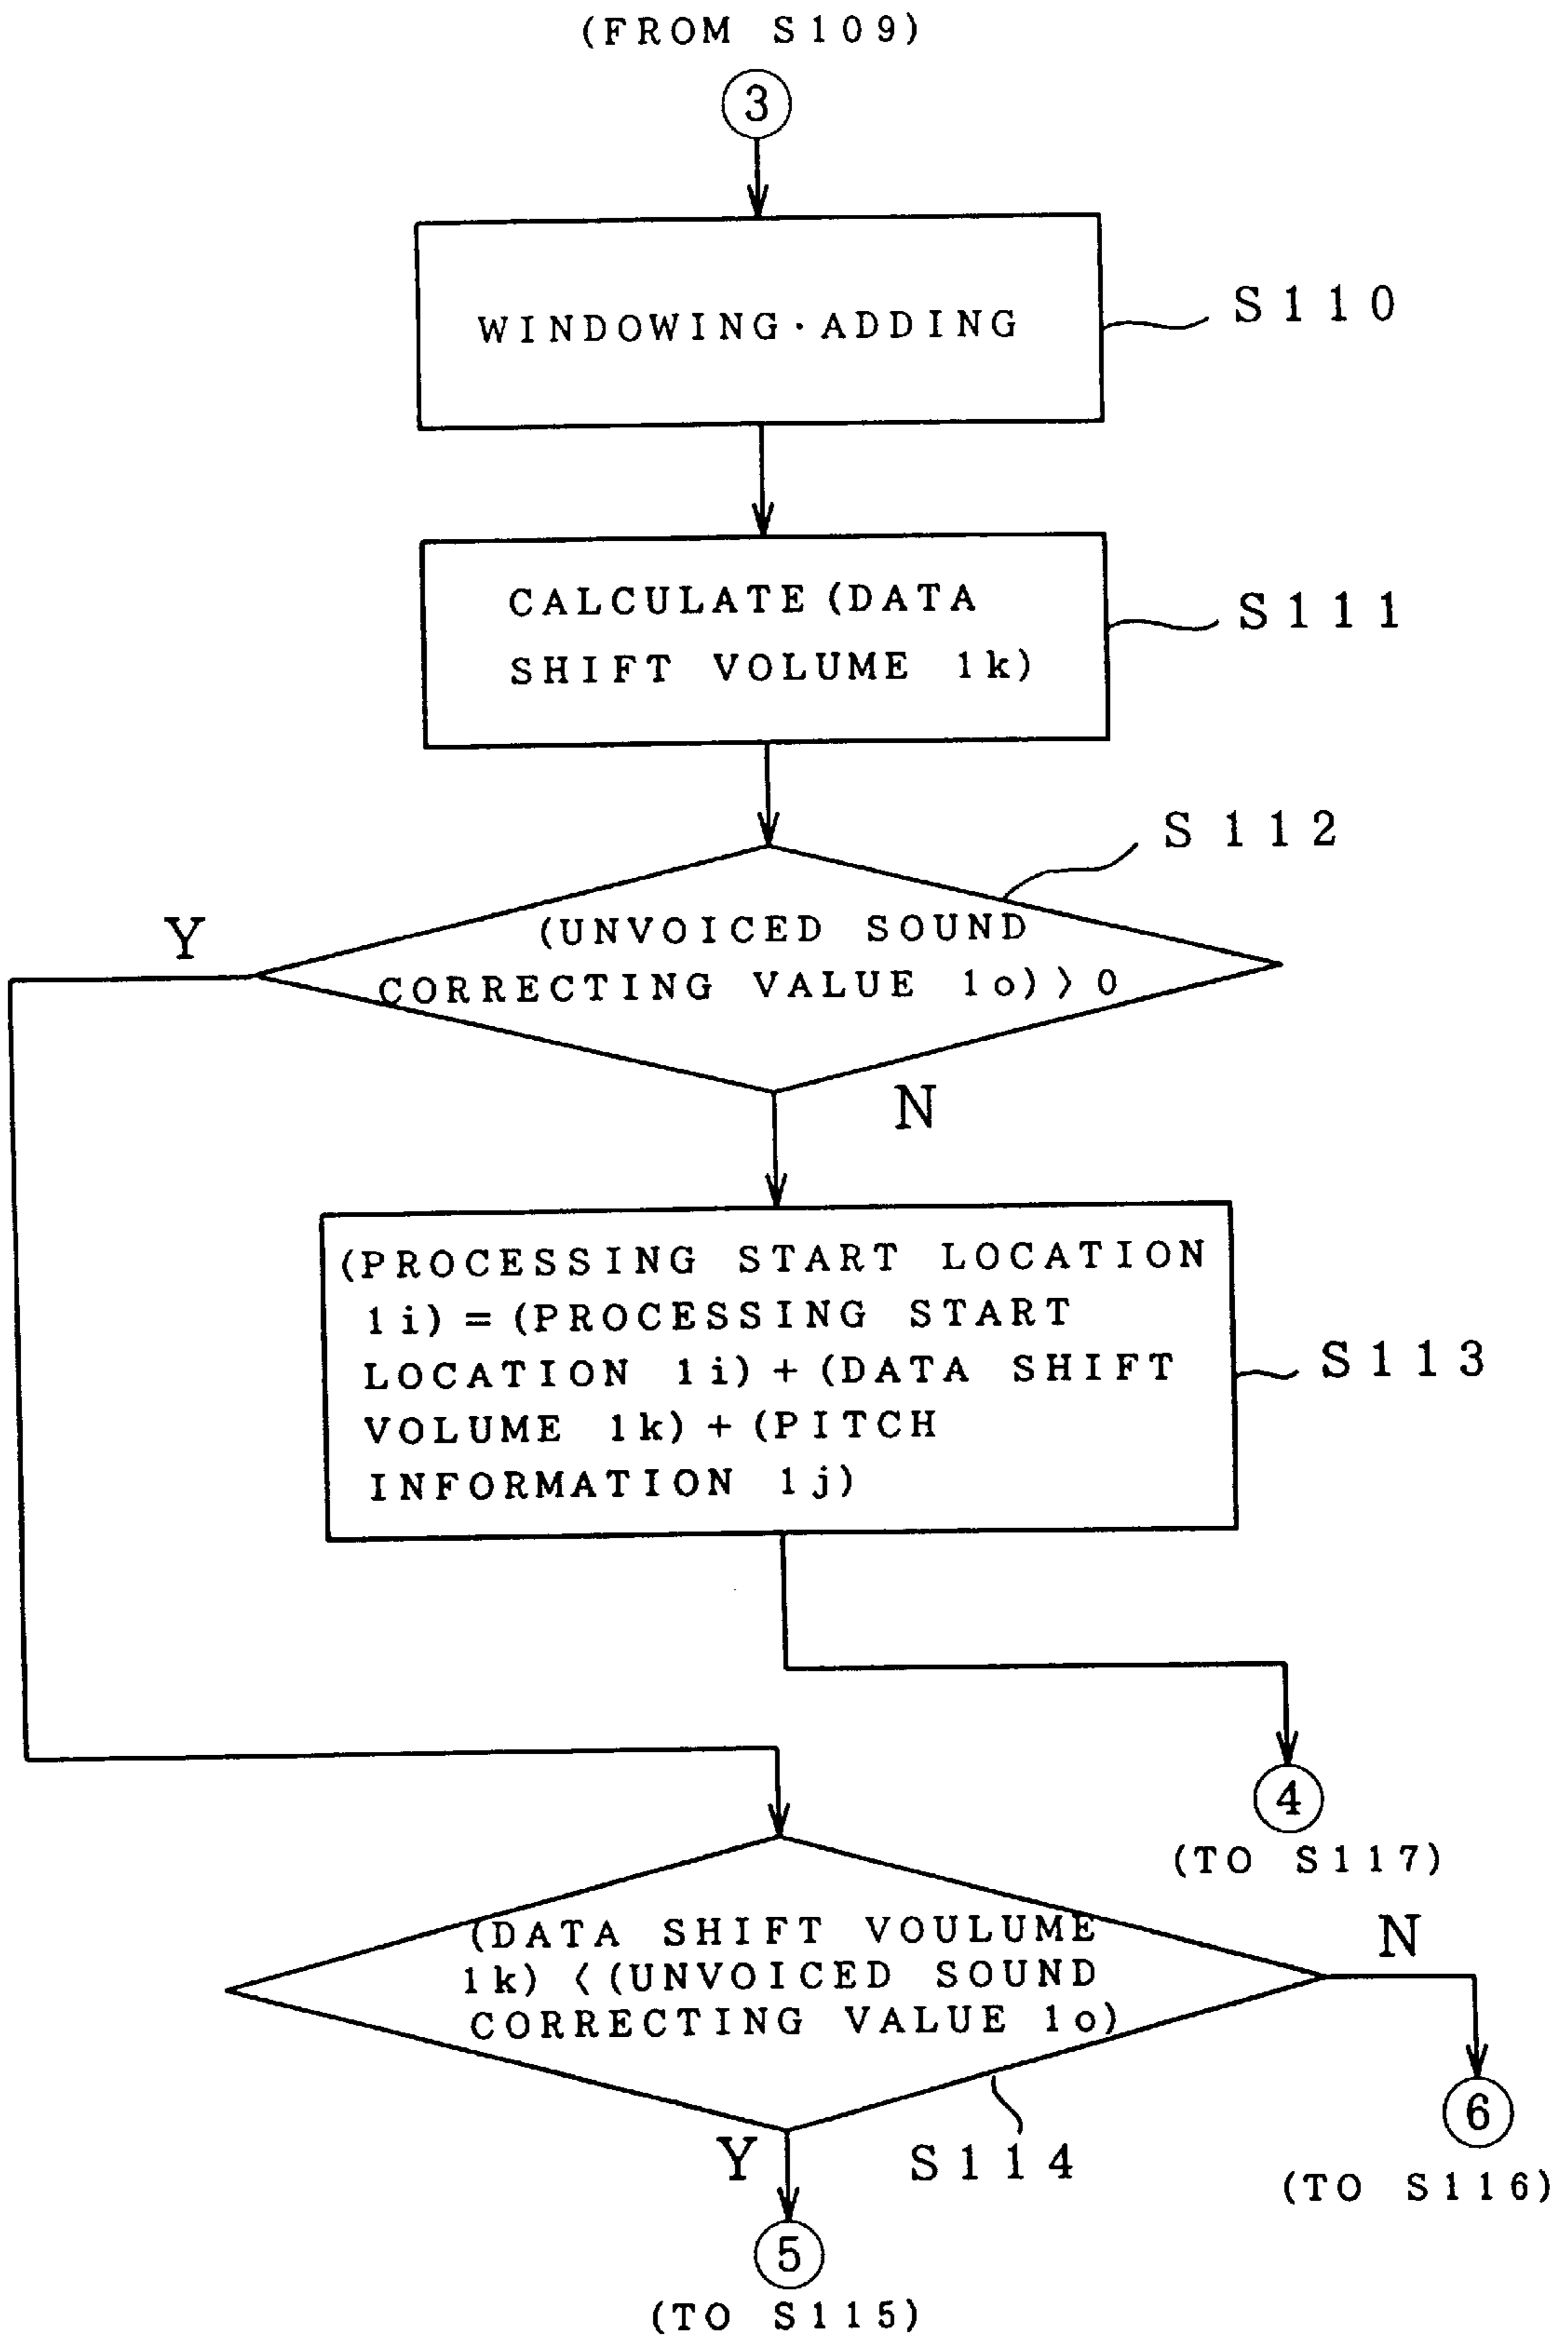 (FROM S109)
3
WINDOWING·ADDING
S110
CALCULATE (DATA
SHIFT VOLUME 1k)
S111
S112
Y
(UNVOICED SOUND
CORRECTING VALUE 1o) > 0
N
(PROCESSING START LOCATION
1i) = (PROCESSING START
LOCATION 1i) + (DATA SHIFT
VOLUME 1k) + (PITCH
INFORMATION 1j)
S113
4
(TO S117)
(DATA SHIFT VOULUME
1k) < (UNVOICED SOUND
CORRECTING VALUE 1o)
N
6
(TO S116)
Y
S114
5
(TO S115)